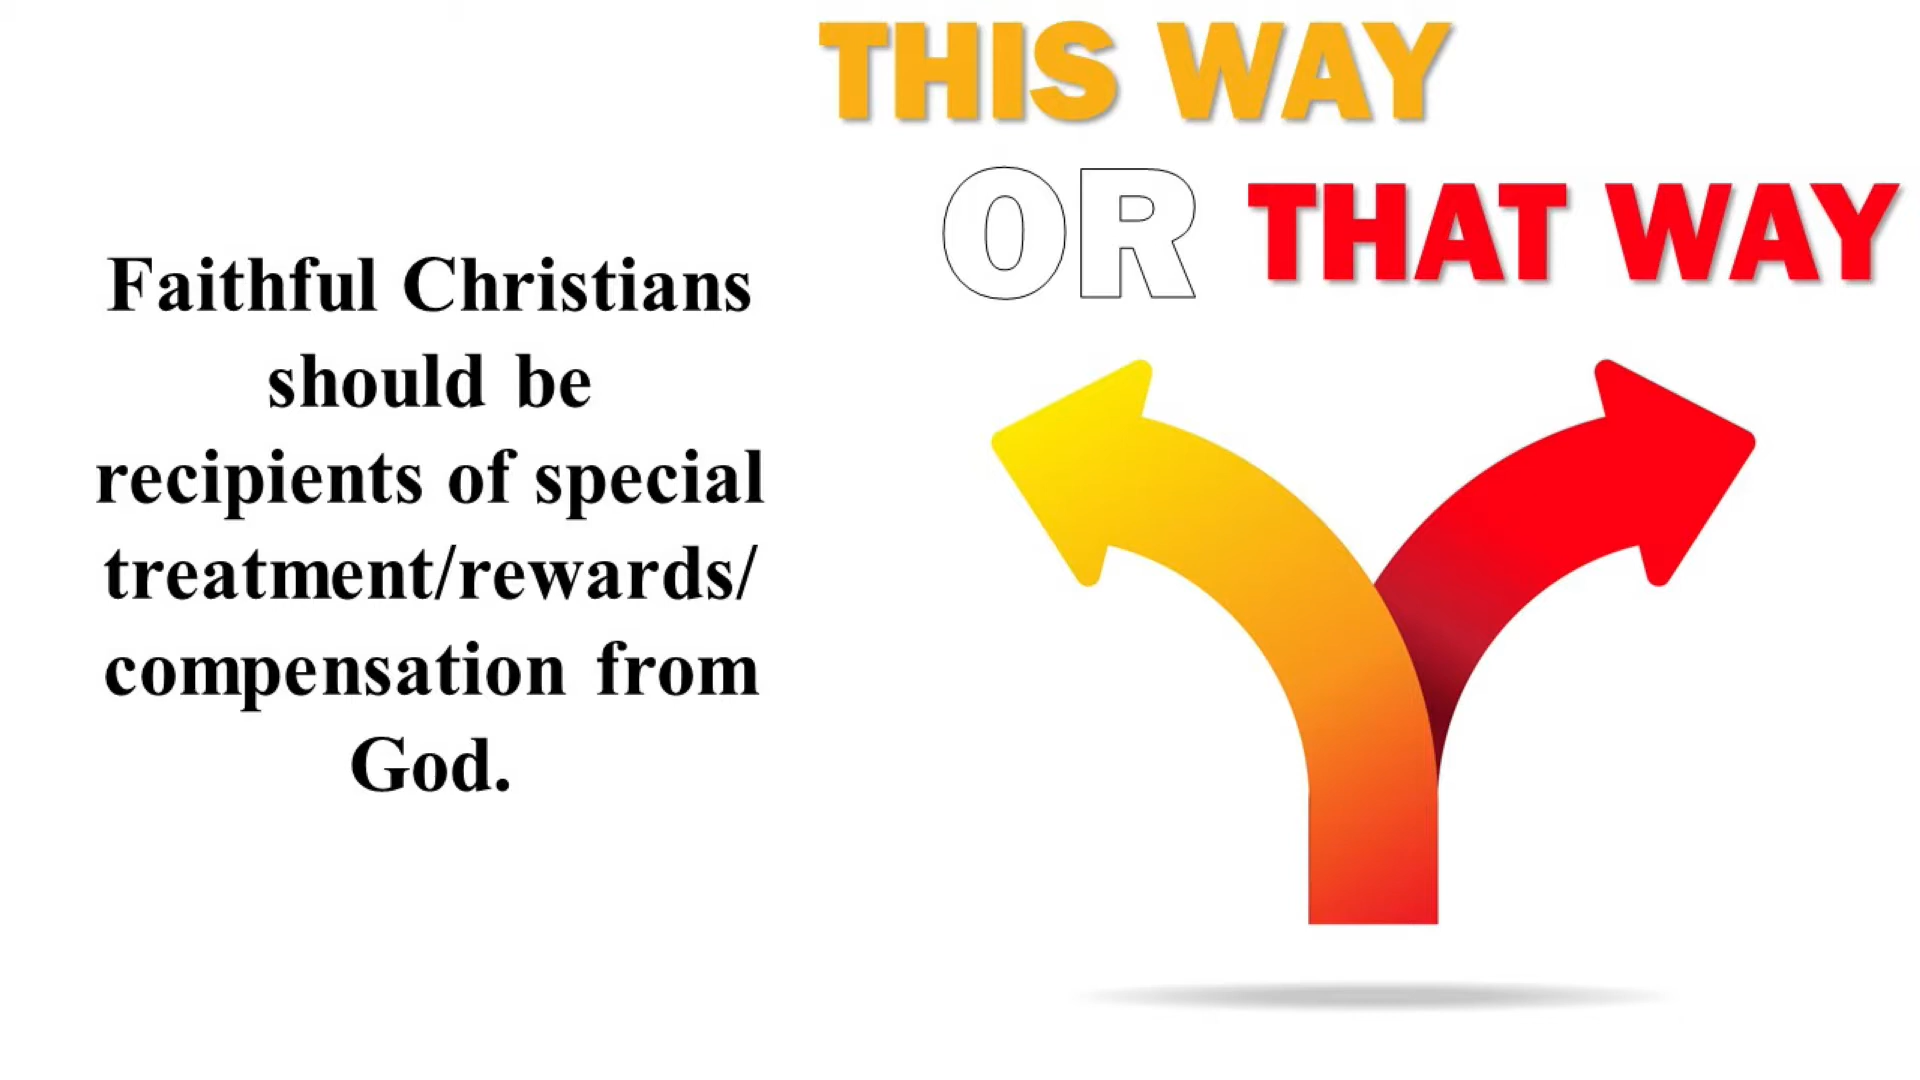 THIS WAY
OR THAT WAY
Faithful Christians
should be
recipients of special
treatment/rewards/
compensation from
God.